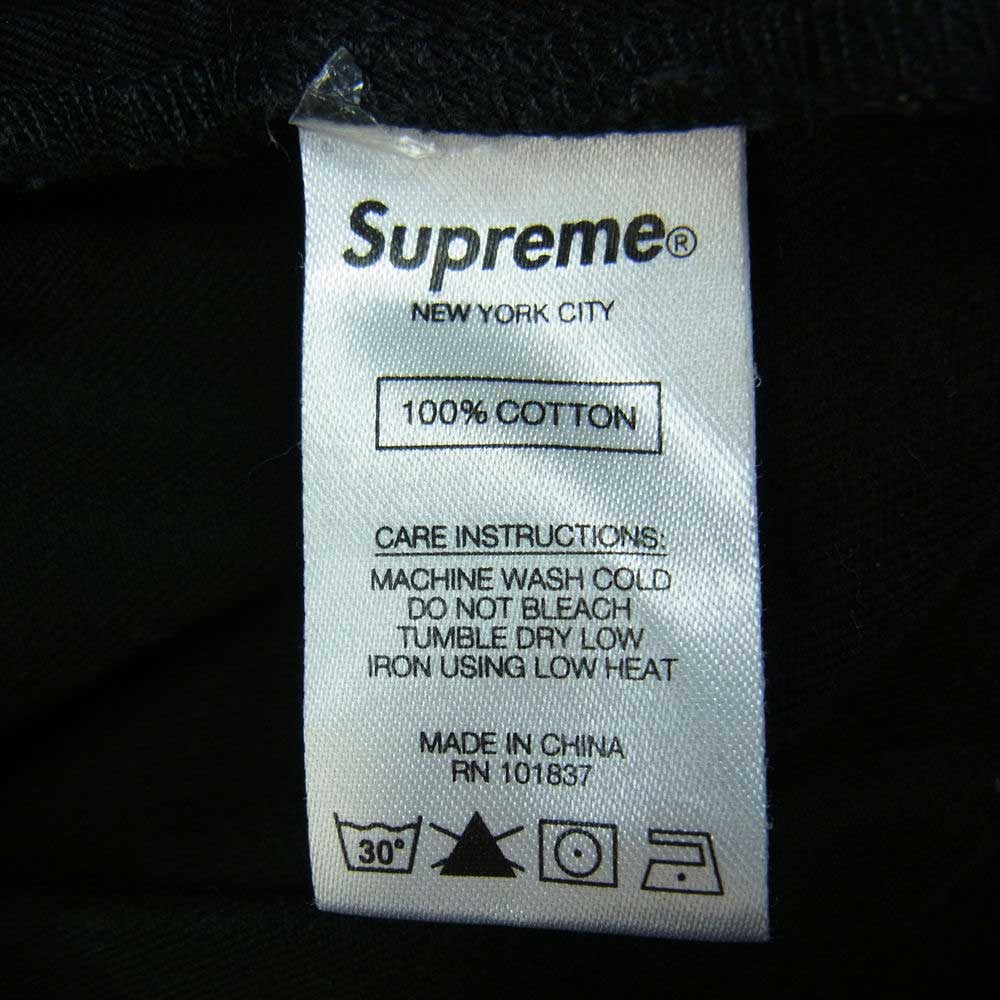 Supreme®
NEW YORK CITY
100% COTTON
CARE INSTRUCTIONS:
MACHINE WASH COLD
DO NOT BLEACH
TUMBLE DRY LOW
IRON USING LOW HEAT
MADE IN CHINA
RN 101837
30°